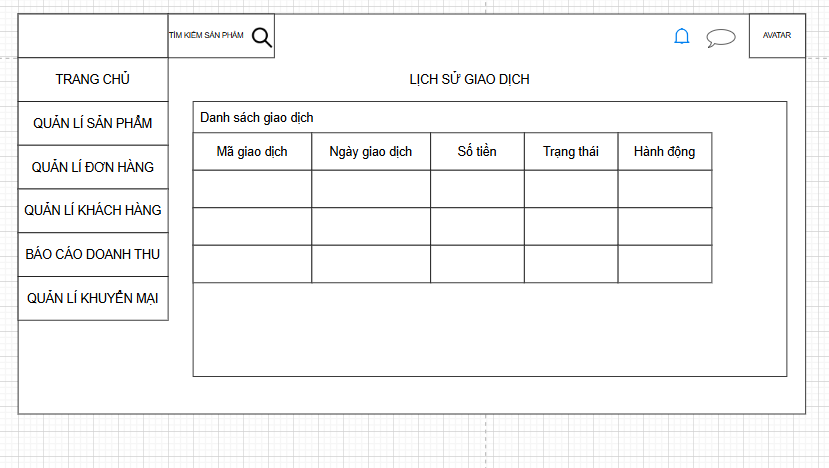 TÌM KIẾM SẢN PHẨM
AVATAR
TRANG CHỦ
LỊCH SỬ GIAO DỊCH
QUẢN LÍ SẢN PHẨM
QUẢN LÍ ĐƠN HÀNG
QUẢN LÍ KHÁCH HÀNG
BÁO CÁO DOANH THU
QUẢN LÍ KHUYẾN MẠI
Danh sách giao dịch
Mã giao dịch Ngày giao dịch Số tiền Trạng thái Hành động